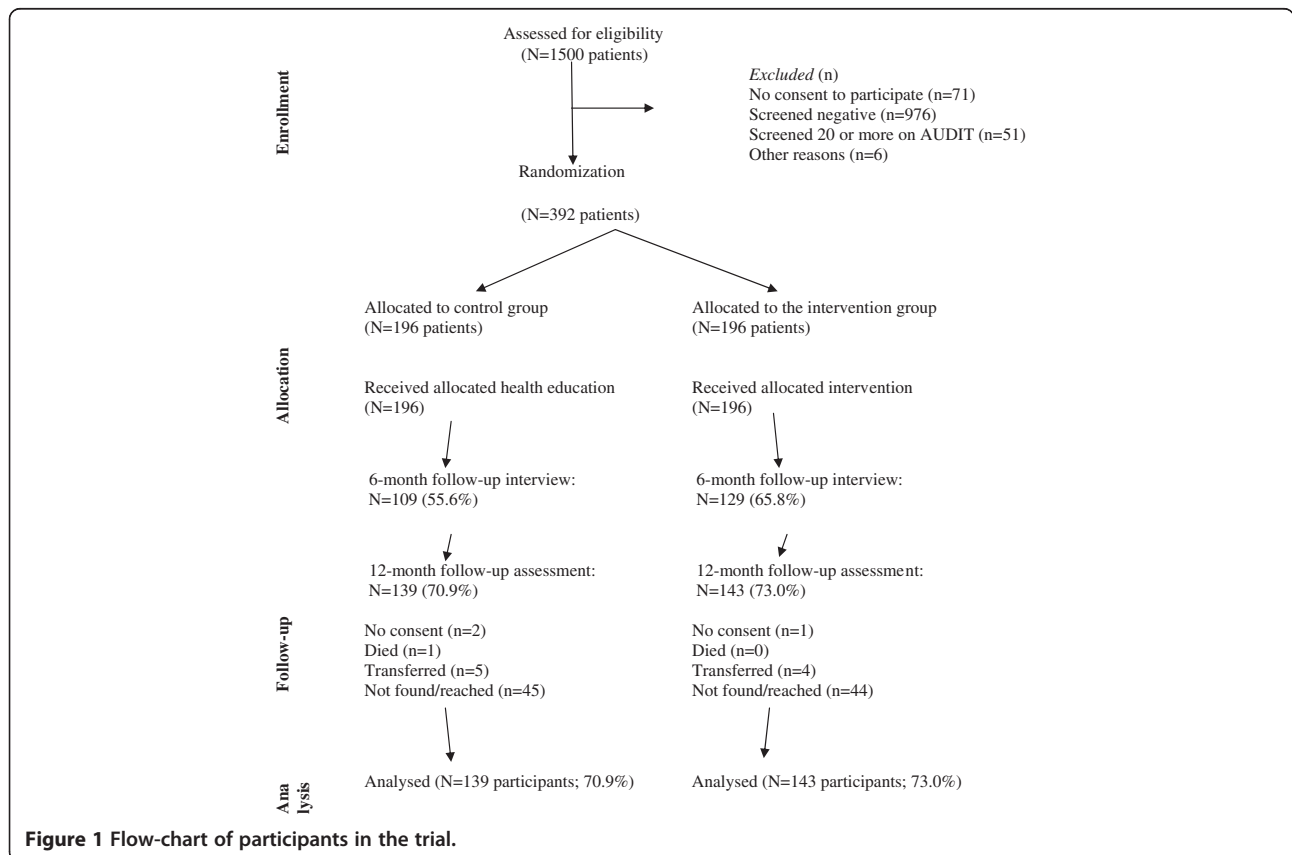 Assessed for eligibility
(N=1500 patients)
Enrollment
Excluded (n)
No consent to participate (n=71)
Screened negative (n=976)
Screened 20 or more on AUDIT (n=51)
Other reasons (n=6)
Randomization
(N=392 patients)
Allocation
Allocated to control group
(N=196 patients)
Received allocated health education
(N=196)
Allocated to the intervention group
(N=196 patients)
Received allocated intervention
(N=196)
6-month follow-up interview:
N=109 (55.6%)
6-month follow-up interview:
N=129 (65.8%)
Follow-up
12-month follow-up assessment:
N=139 (70.9%)
No consent (n=2)
Died (n=1)
Transferred (n=5)
Not found/reached (n=45)
12-month follow-up assessment:
N=143 (73.0%)
No consent (n=1)
Died (n=0)
Transferred (n=4)
Not found/reached (n=44)
Ana
lysis
Analysed (N=139 participants; 70.9%)
Analysed (N=143 participants; 73.0%)
Figure 1 Flow-chart of participants in the trial.